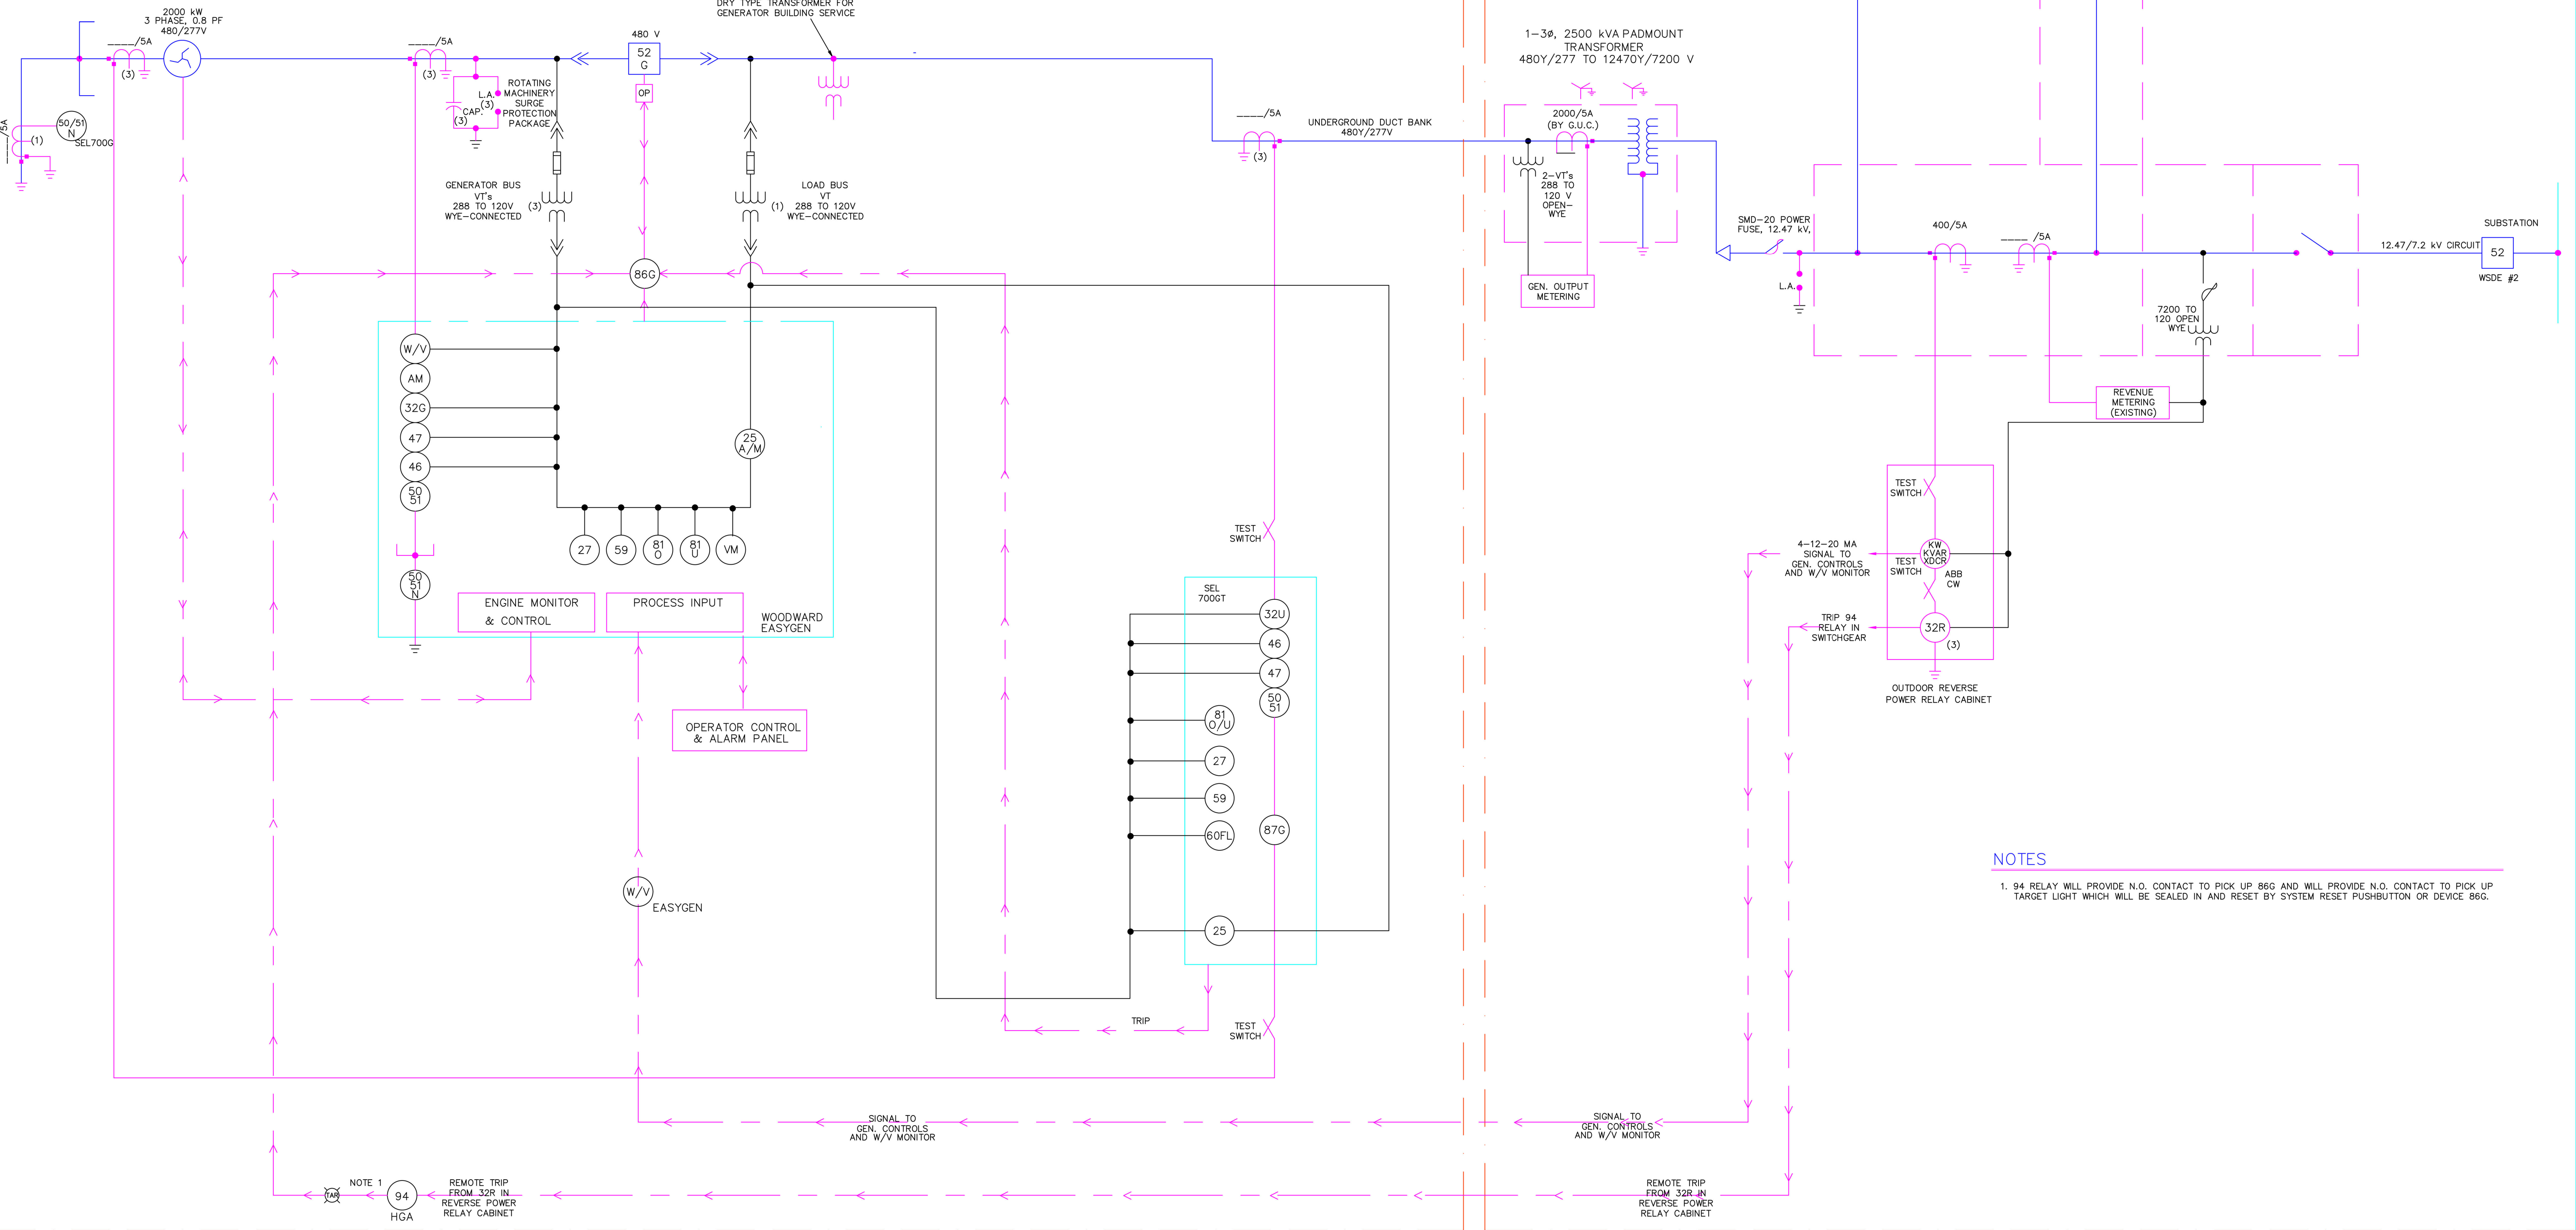 2000 kW
3 PHASE, 0.8 PF
480/277V
DRY TYPE TRANSFORMER FOR
GENERATOR BUILDING SERVICE
____/5A
(3)
____/5A
(3)
480 V
52
G
OP
L.A.
(3)
CAP.
(3)
ROTATING
MACHINERY
SURGE
PROTECTION
PACKAGE
____/5A
(1)
50/51
N
SEL700G
GENERATOR BUS
VT's
288 TO 120V
WYE-CONNECTED
(3)
LOAD BUS
VT
288 TO 120V
WYE-CONNECTED
(1)
86G
____/5A
(3)
UNDERGROUND DUCT BANK
480Y/277V
1-3ø, 2500 kVA PADMOUNT
TRANSFORMER
480Y/277 TO 12470Y/7200 V
2000/5A
(BY G.U.C.)
2-VT's
288 TO
120 V
OPEN-
WYE
GEN. OUTPUT
METERING
SMD-20 POWER
FUSE, 12.47 kV,
L.A.
400/5A
____ /5A
7200 TO
120 OPEN
WYE
12.47/7.2 kV CIRCUIT
SUBSTATION
52
WSDE #2
REVENUE
METERING
(EXISTING)
W/V
AM
32G
47
46
50
51
50
51
N
25
A/M
27
59
81
O
81
U
VM
ENGINE MONITOR
& CONTROL
PROCESS INPUT
WOODWARD
EASYGEN
OPERATOR CONTROL
& ALARM PANEL
W/V
EASYGEN
TEST
SWITCH
SEL
700GT
32U
46
47
50
51
81
O/U
27
59
60FL
87G
25
TRIP
TEST
SWITCH
TEST
SWITCH
KW
KVAR
XDCR
TEST
SWITCH
ABB
CW
32R
(3)
4-12-20 MA
SIGNAL TO
GEN. CONTROLS
AND W/V MONITOR
TRIP 94
RELAY IN
SWITCHGEAR
OUTDOOR REVERSE
POWER RELAY CABINET
NOTES
1. 94 RELAY WILL PROVIDE N.O. CONTACT TO PICK UP 86G AND WILL PROVIDE N.O. CONTACT TO PICK UP
TARGET LIGHT WHICH WILL BE SEALED IN AND RESET BY SYSTEM RESET PUSHBUTTON OR DEVICE 86G.
SIGNAL TO
GEN. CONTROLS
AND W/V MONITOR
SIGNAL TO
GEN. CONTROLS
AND W/V MONITOR
TAR
NOTE 1
94
HGA
REMOTE TRIP
FROM 32R IN
REVERSE POWER
RELAY CABINET
REMOTE TRIP
FROM 32R IN
REVERSE POWER
RELAY CABINET